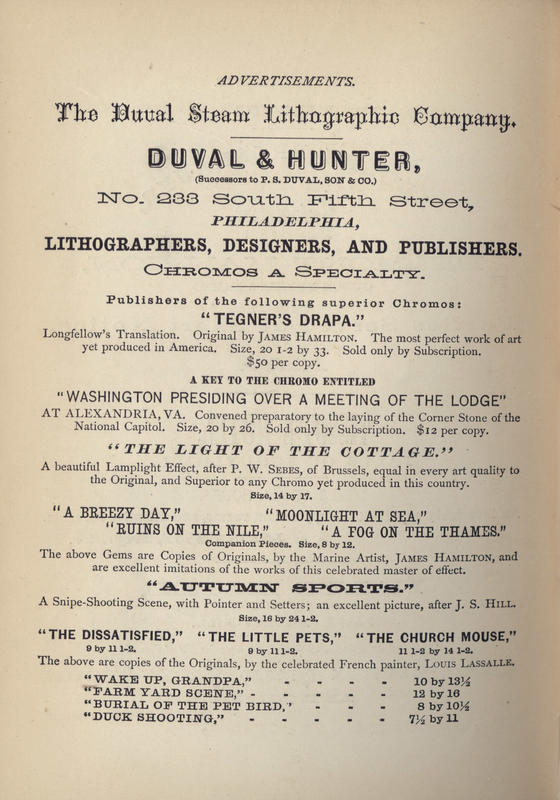 ADVERTISEMENTS.
The Duval Steam Lithographic Company.
DUVAL & HUNTER,
(Successors to P. S. DUVAL, SON & CO.)
No. 233 South Fifth Street,
PHILADELPHIA,
LITHOGRAPHERS, DESIGNERS, AND PUBLISHERS.
CHROMOS A SPECIALTY.
Publishers of the following superior Chromos:
"TEGNER'S DRAPA."
Longfellow's Translation. Original by JAMES HAMILTON. The most perfect work of art
yet produced in America. Size, 20 1-2 by 33. Sold only by Subscription.
$50 per copy.
A KEY TO THE CHROMO ENTITLED
"WASHINGTON PRESIDING OVER A MEETING OF THE LODGE"
AT ALEXANDRIA, VA. Convened preparatory to the laying of the Corner Stone of the
National Capitol. Size, 20 by 26. Sold only by Subscription. $12 per copy.
"THE LIGHT OF THE COTTAGE."
A beautiful Lamplight Effect, after P. W. SEBES, of Brussels, equal in every art quality to
the Original, and Superior to any Chromo yet produced in this country.
Size, 14 by 17.
"A BREEZY DAY," "MOONLIGHT AT SEA,"
"RUINS ON THE NILE," "A FOG ON THE THAMES."
Companion Pieces. Size, 8 by 12.
The above Gems are Copies of Originals, by the Marine Artist, JAMES HAMILTON, and
are excellent imitations of the works of this celebrated master of effect.
"AUTUMN SPORTS."
A Snipe-Shooting Scene, with Pointer and Setters; an excellent picture, after J. S. HILL.
Size, 16 by 24 1-2.
"THE DISSATISFIED," "THE LITTLE PETS," "THE CHURCH MOUSE,"
9 by 11 1-2. 9 by 11 1-2. 11 1-2 by 14 1-2.
The above are copies of the Originals, by the celebrated French painter, LOUIS LASSALLE.
"WAKE UP, GRANDPA," - - - - 10 by 13½
"FARM YARD SCENE," - - - - - 12 by 16
"BURIAL OF THE PET BIRD,' - - - 8 by 10½
"DUCK SHOOTING," - - - - - 7½ by 11